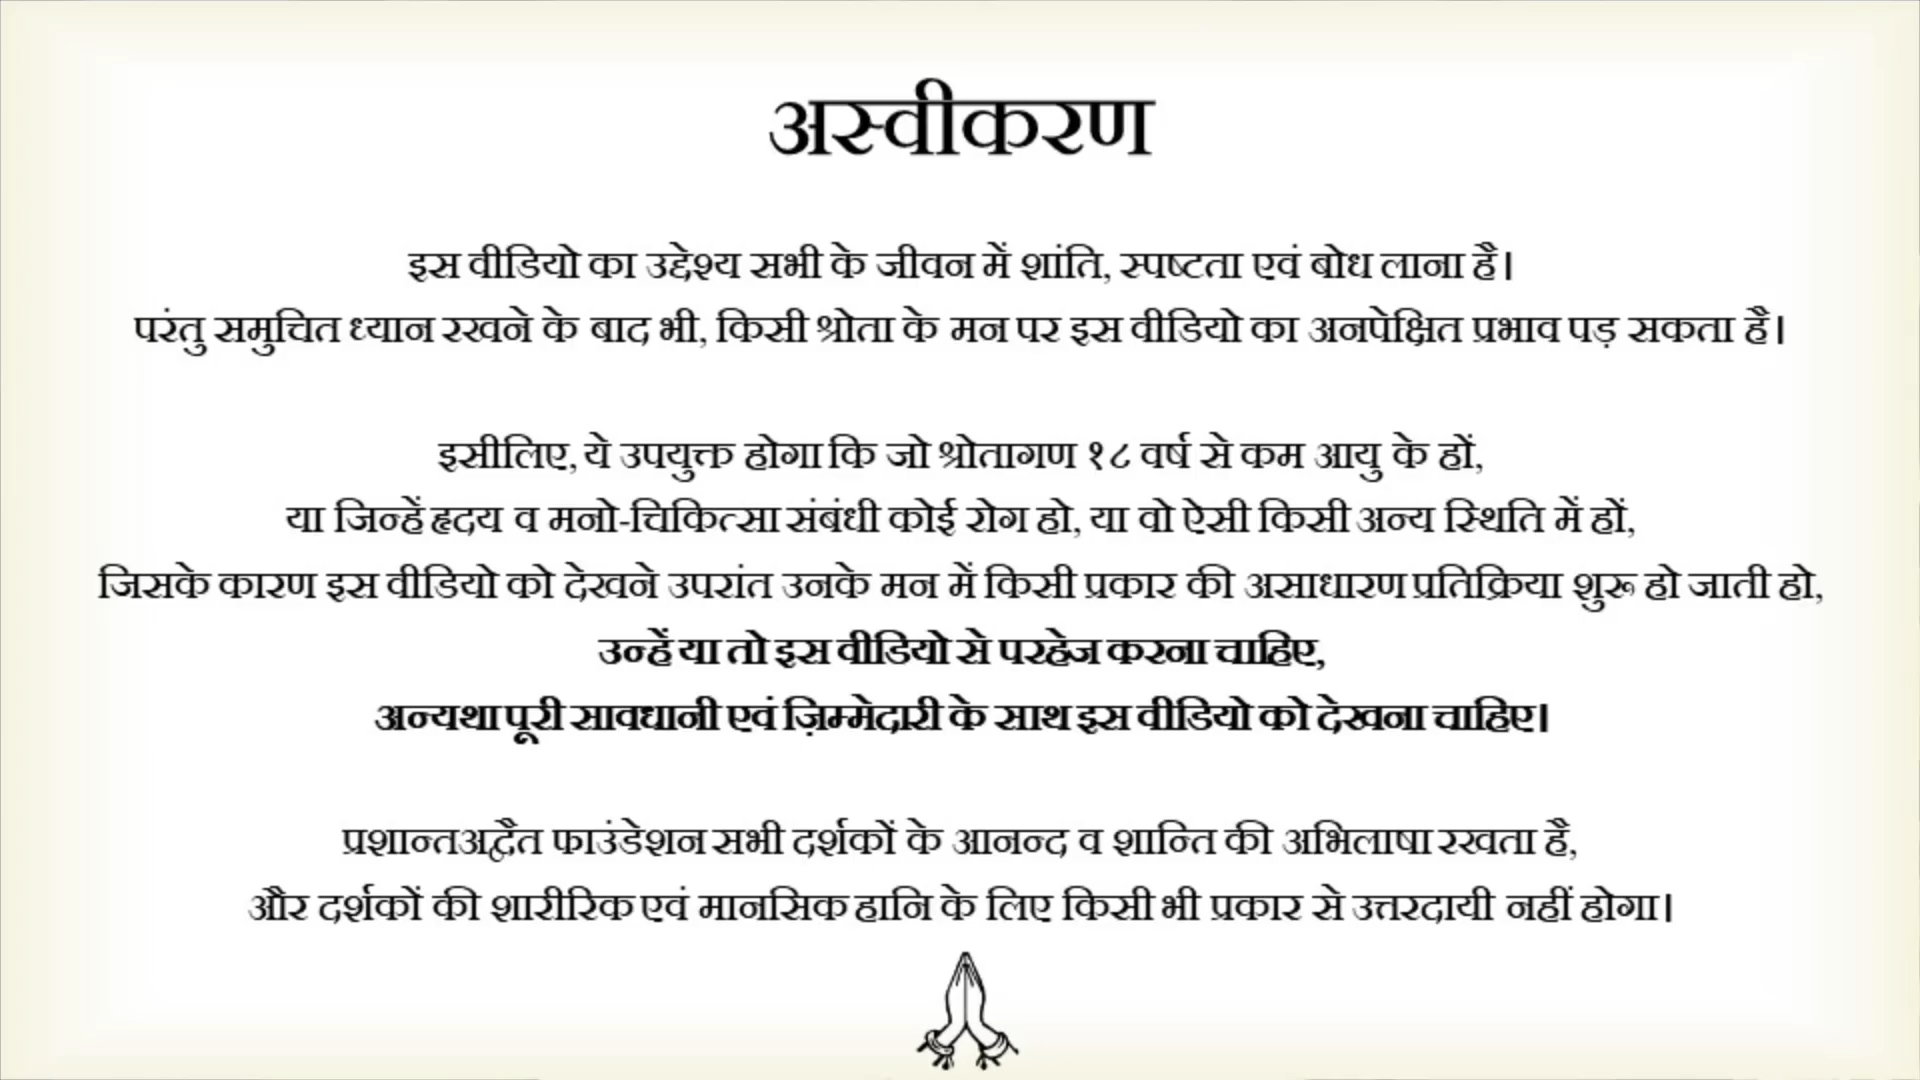 अस्वीकरण
इस वीडियो का उद्देश्य सभी के जीवन में शांति, स्पष्टता एवं बोध लाना है।
परंतु समुचित ध्यान रखने के बाद भी, किसी श्रोता के मन पर इस वीडियो का अनपेक्षित प्रभाव पड़ सकता है।
इसीलिए, ये उपयुक्त होगा कि जो श्रोतागण १८ वर्ष से कम आयु के हों,
या जिन्हें हृदय व मनो-चिकित्सा संबंधी कोई रोग हो, या वो ऐसी किसी अन्य स्थिति में हों,
जिसके कारण इस वीडियो को देखने उपरांत उनके मन में किसी प्रकार की असाधारण प्रतिक्रिया शुरू हो जाती हो,
उन्हें या तो इस वीडियो से परहेज करना चाहिए,
अन्यथा पूरी सावधानी एवं ज़िम्मेदारी के साथ इस वीडियो को देखना चाहिए।
प्रशान्तअद्वैत फाउंडेशन सभी दर्शकों के आनन्द व शान्ति की अभिलाषा रखता है,
और दर्शकों की शारीरिक एवं मानसिक हानि के लिए किसी भी प्रकार से उत्तरदायी नहीं होगा।